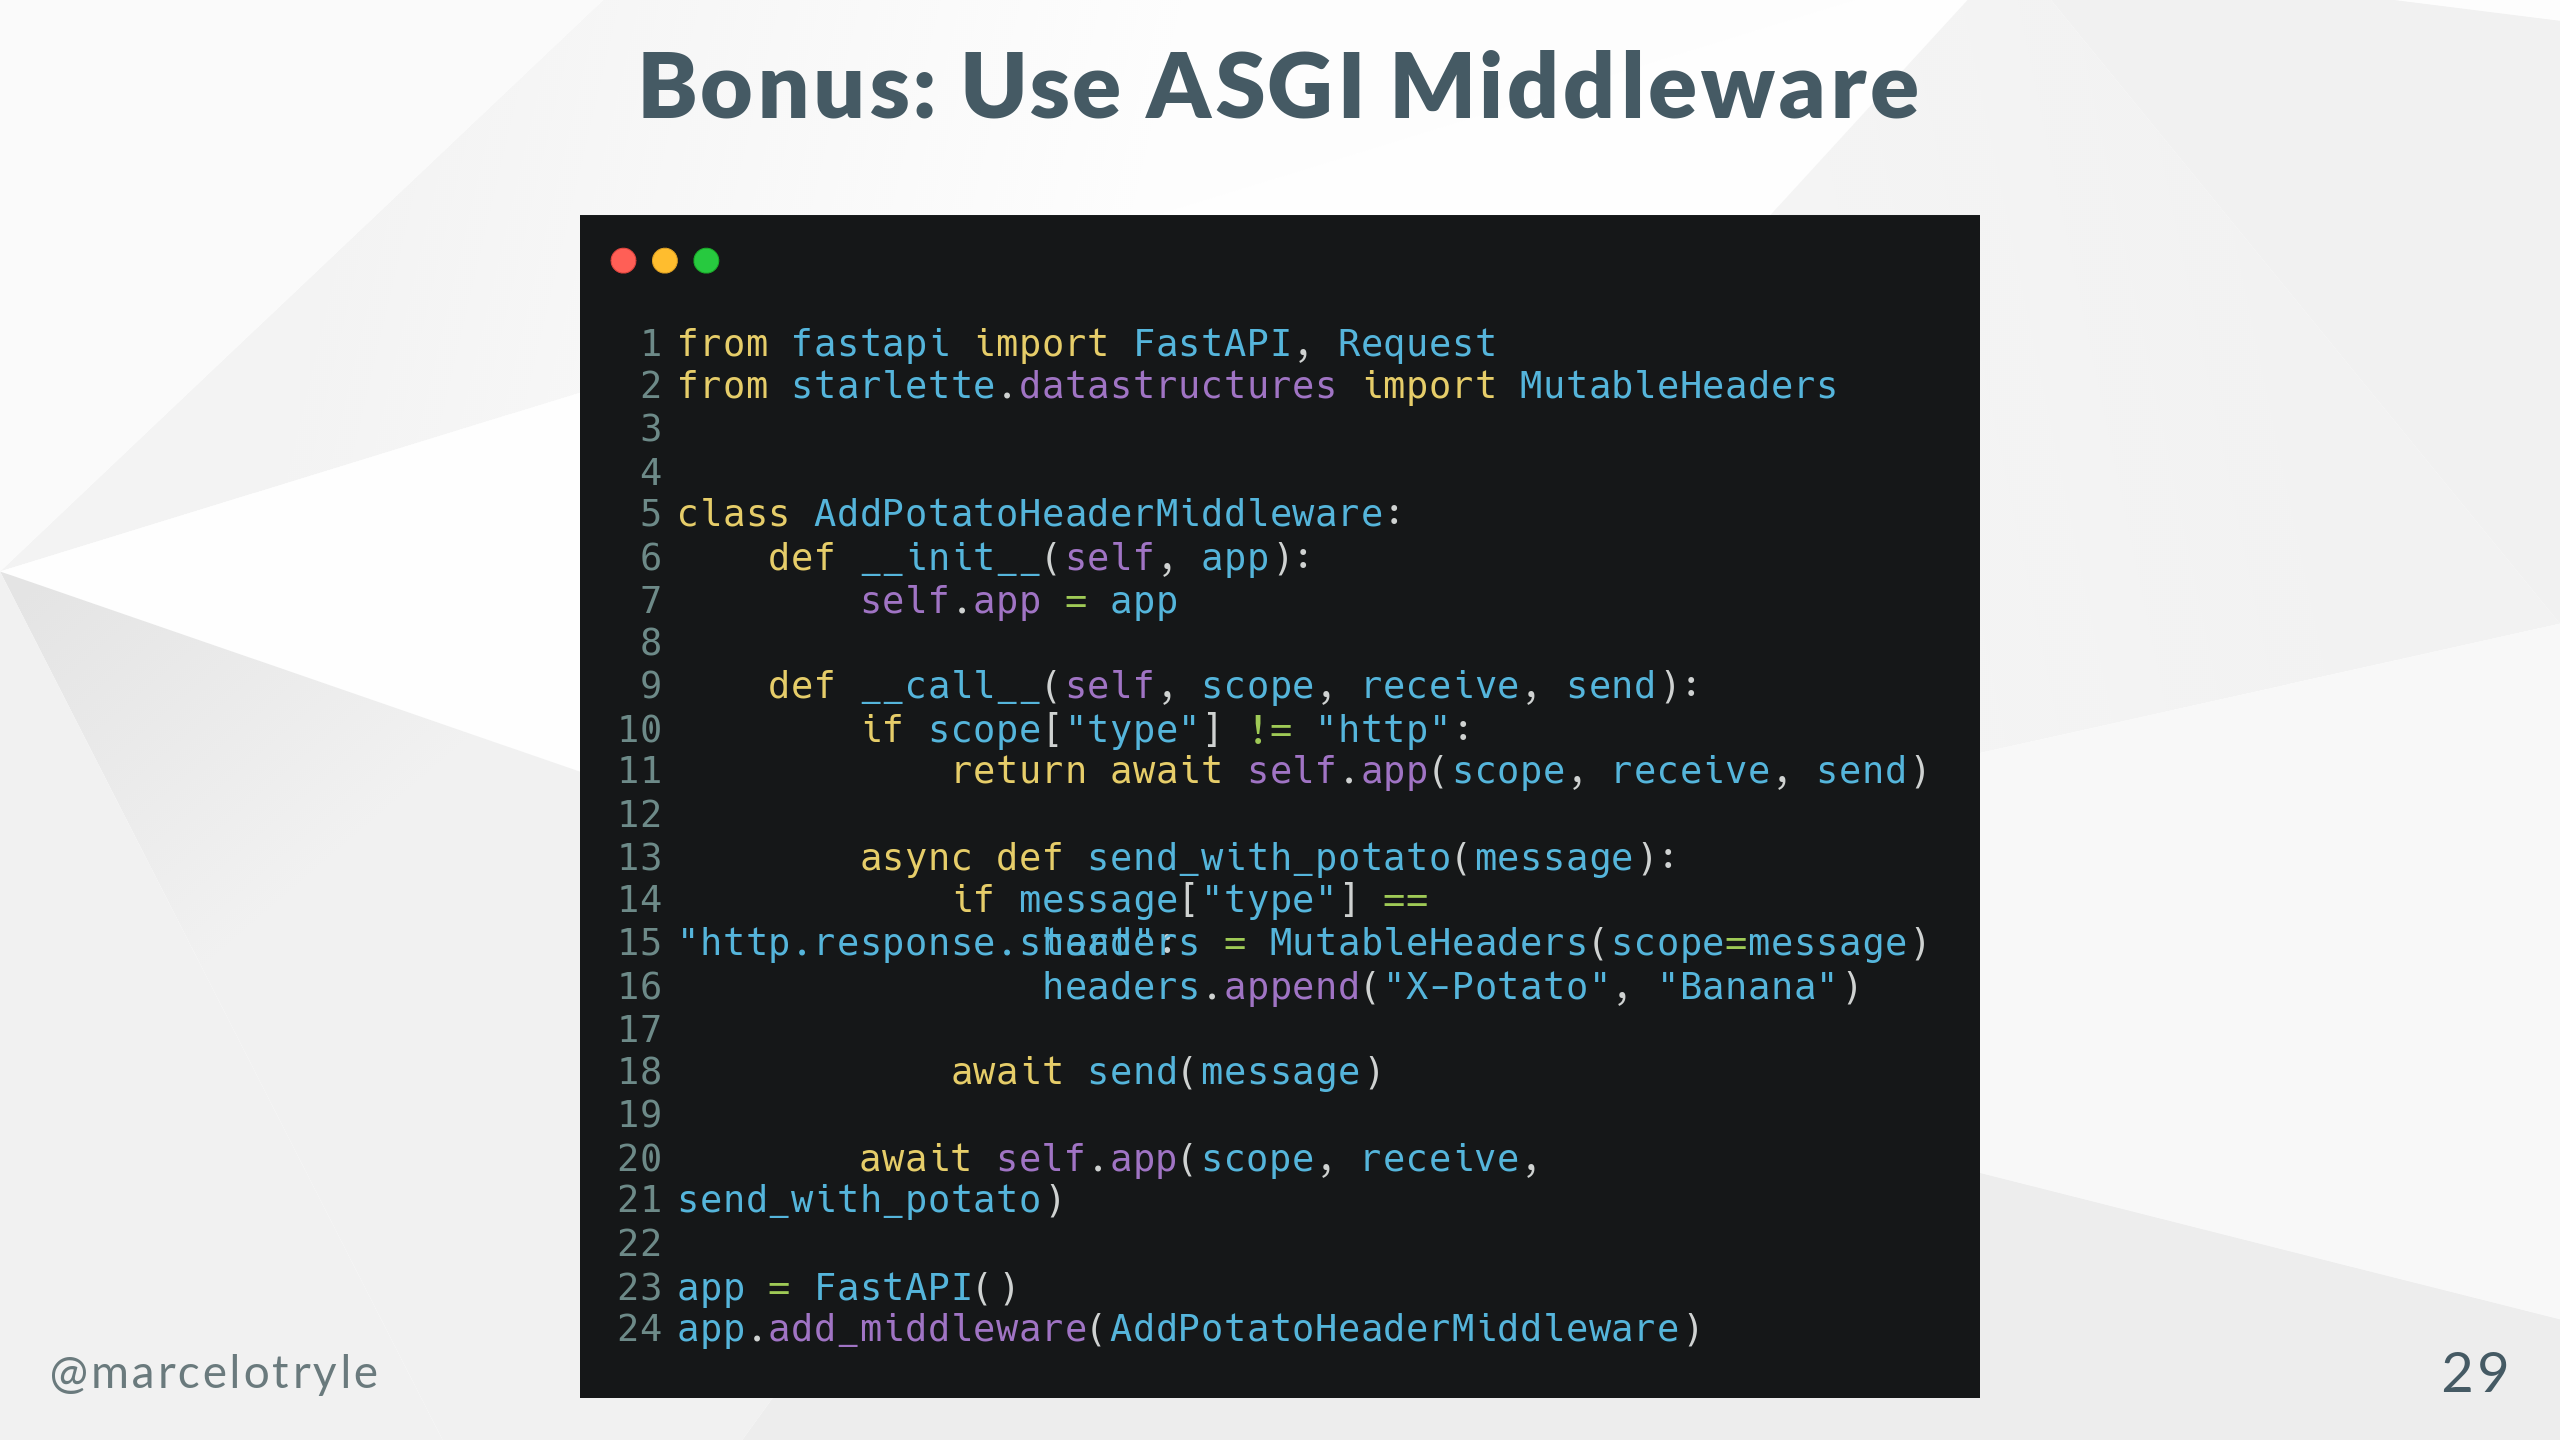 Bonus: Use ASGI Middleware
1 from fastapi import FastAPI, Request
2 from starlette.datastructures import MutableHeaders
3
4
5 class AddPotatoHeaderMiddleware:
6     def __init__(self, app):
7         self.app = app
8
9     def __call__(self, scope, receive, send):
10         if scope["type"] != "http":
11             return await self.app(scope, receive, send)
12
13         async def send_with_potato(message):
14             if message["type"] ==
15 "http.response.start": headers = MutableHeaders(scope=message)
16                 headers.append("X-Potato", "Banana")
17
18             await send(message)
19
20         await self.app(scope, receive,
21 send_with_potato)
22
23 app = FastAPI()
24 app.add_middleware(AddPotatoHeaderMiddleware)
@marcelotryle
29